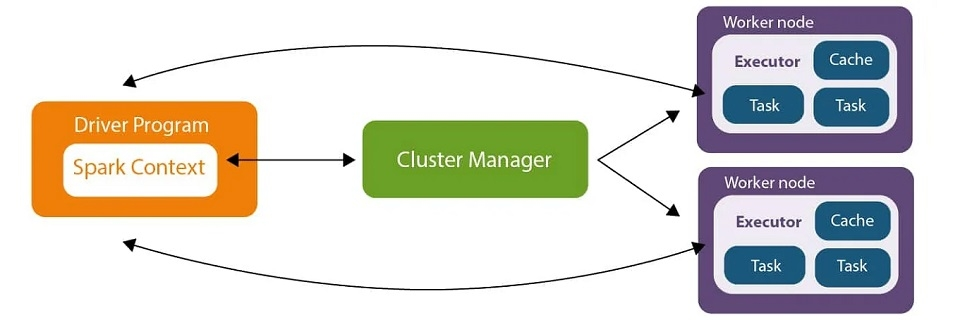 Driver Program
Spark Context
Cluster Manager
Worker node
Executor
Cache
Task
Task
Worker node
Executor
Cache
Task
Task